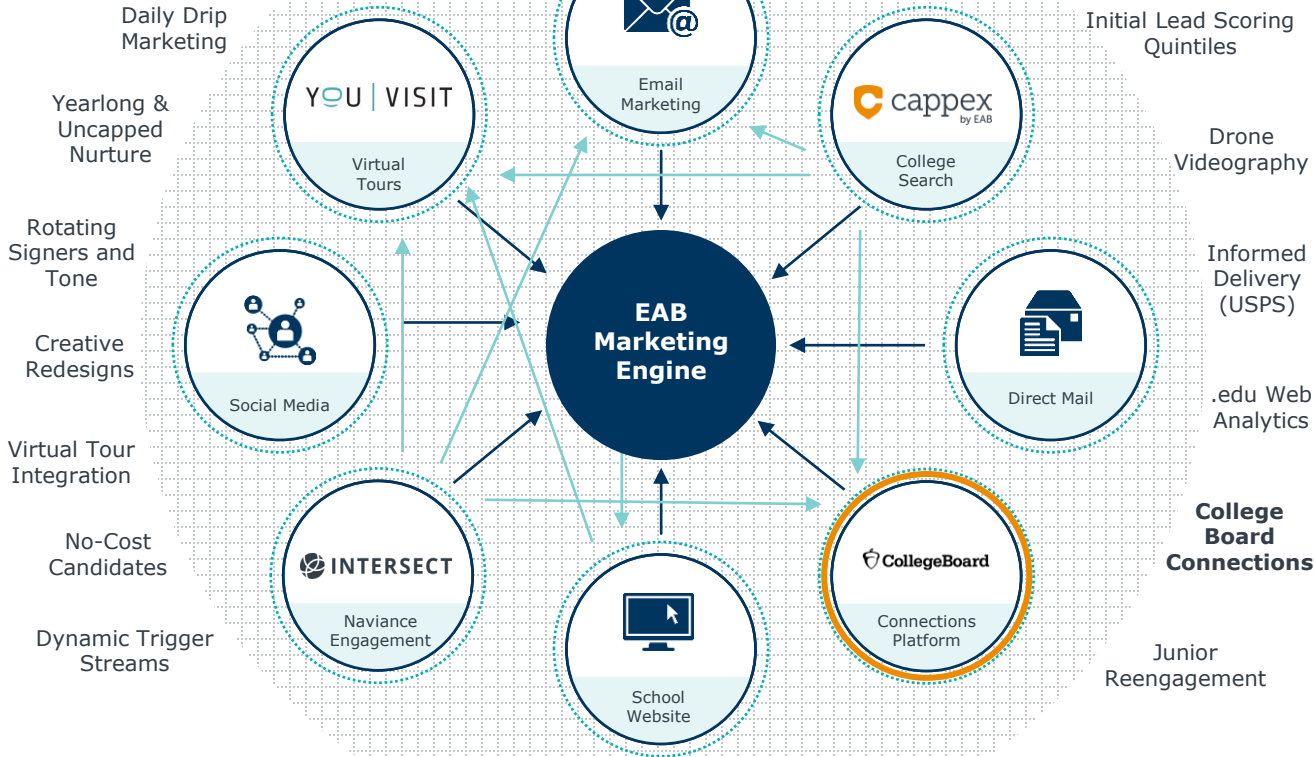 Daily Drip
Marketing
Initial Lead Scoring
Quintiles
@
Email
Marketing
YOU | VISIT
Virtual
Tours
cappex
by EAB
College
Search
Yearlong &
Uncapped
Nurture
Drone
Videography
Rotating
Signers and
Tone
Informed
Delivery
(USPS)
EAB
Marketing
Engine
Creative
Redesigns
Social Media
Direct Mail
.edu Web
Analytics
Virtual Tour
Integration
No-Cost
Candidates
College
Board
Connections
INTERSECT
Naviance
Engagement
CollegeBoard
Connections
Platform
Dynamic Trigger
Streams
School
Website
Junior
Reengagement